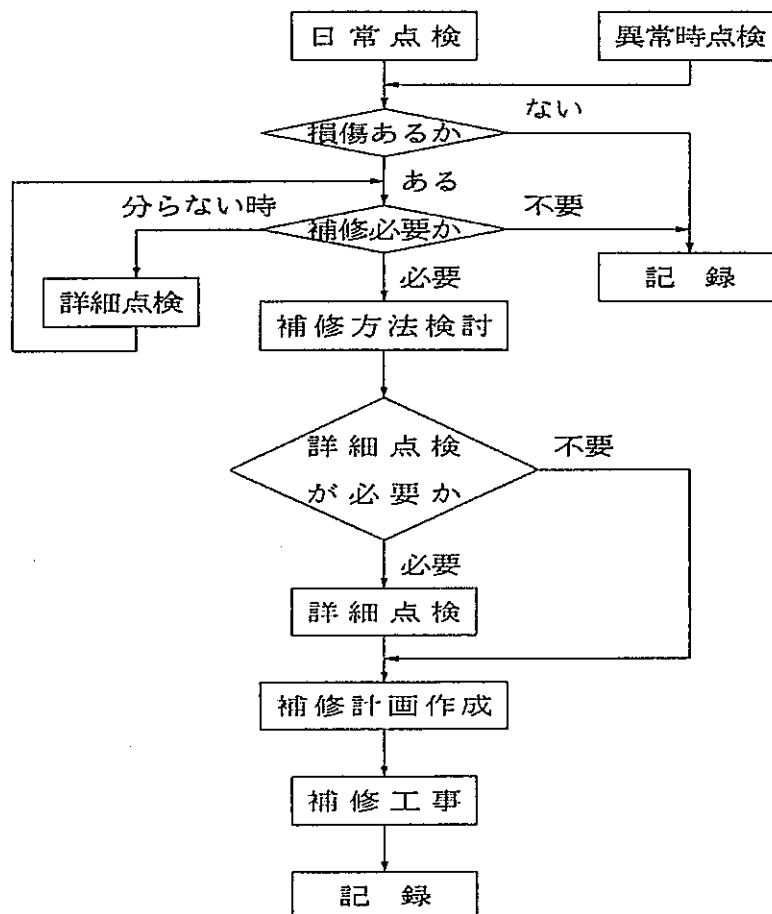 日常点検
異常時点検
損傷あるか
ない
ある
分らない時
補修必要か
不要
必要
記録
詳細点検
補修方法検討
詳細点検
が必要か
不要
必要
詳細点検
補修計画作成
補修工事
記録